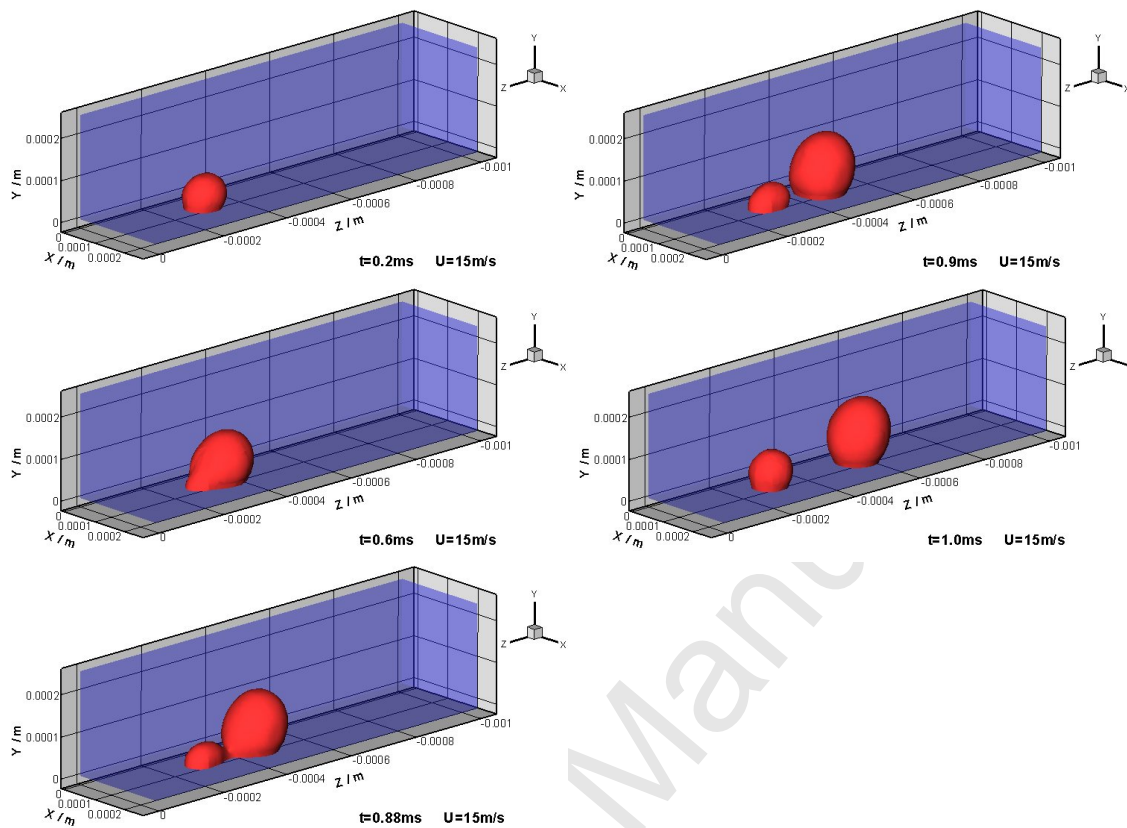 Y
Z
X
0.0002
0.0001
0
Y / m
0
0.0001
0.0002
X / m
0
-0.0002
-0.0004
-0.0006
-0.0008
-0.001
Z / m
t=0.2ms U=15m/s
Y
Z
X
0.0002
0.0001
0
Y / m
0
0.0001
0.0002
X / m
0
-0.0002
-0.0004
-0.0006
-0.0008
-0.001
Z / m
t=0.9ms U=15m/s
Y
Z
X
0.0002
0.0001
0
Y / m
0
0.0001
0.0002
X / m
0
-0.0002
-0.0004
-0.0006
-0.0008
-0.001
Z / m
t=0.6ms U=15m/s
Y
Z
X
0.0002
0.0001
0
Y / m
0
0.0001
0.0002
X / m
0
-0.0002
-0.0004
-0.0006
-0.0008
-0.001
Z / m
t=1.0ms U=15m/s
Y
Z
X
0.0002
0.0001
0
Y / m
0
0.0001
0.0002
X / m
0
-0.0002
-0.0004
-0.0006
-0.0008
-0.001
Z / m
t=0.88ms U=15m/s